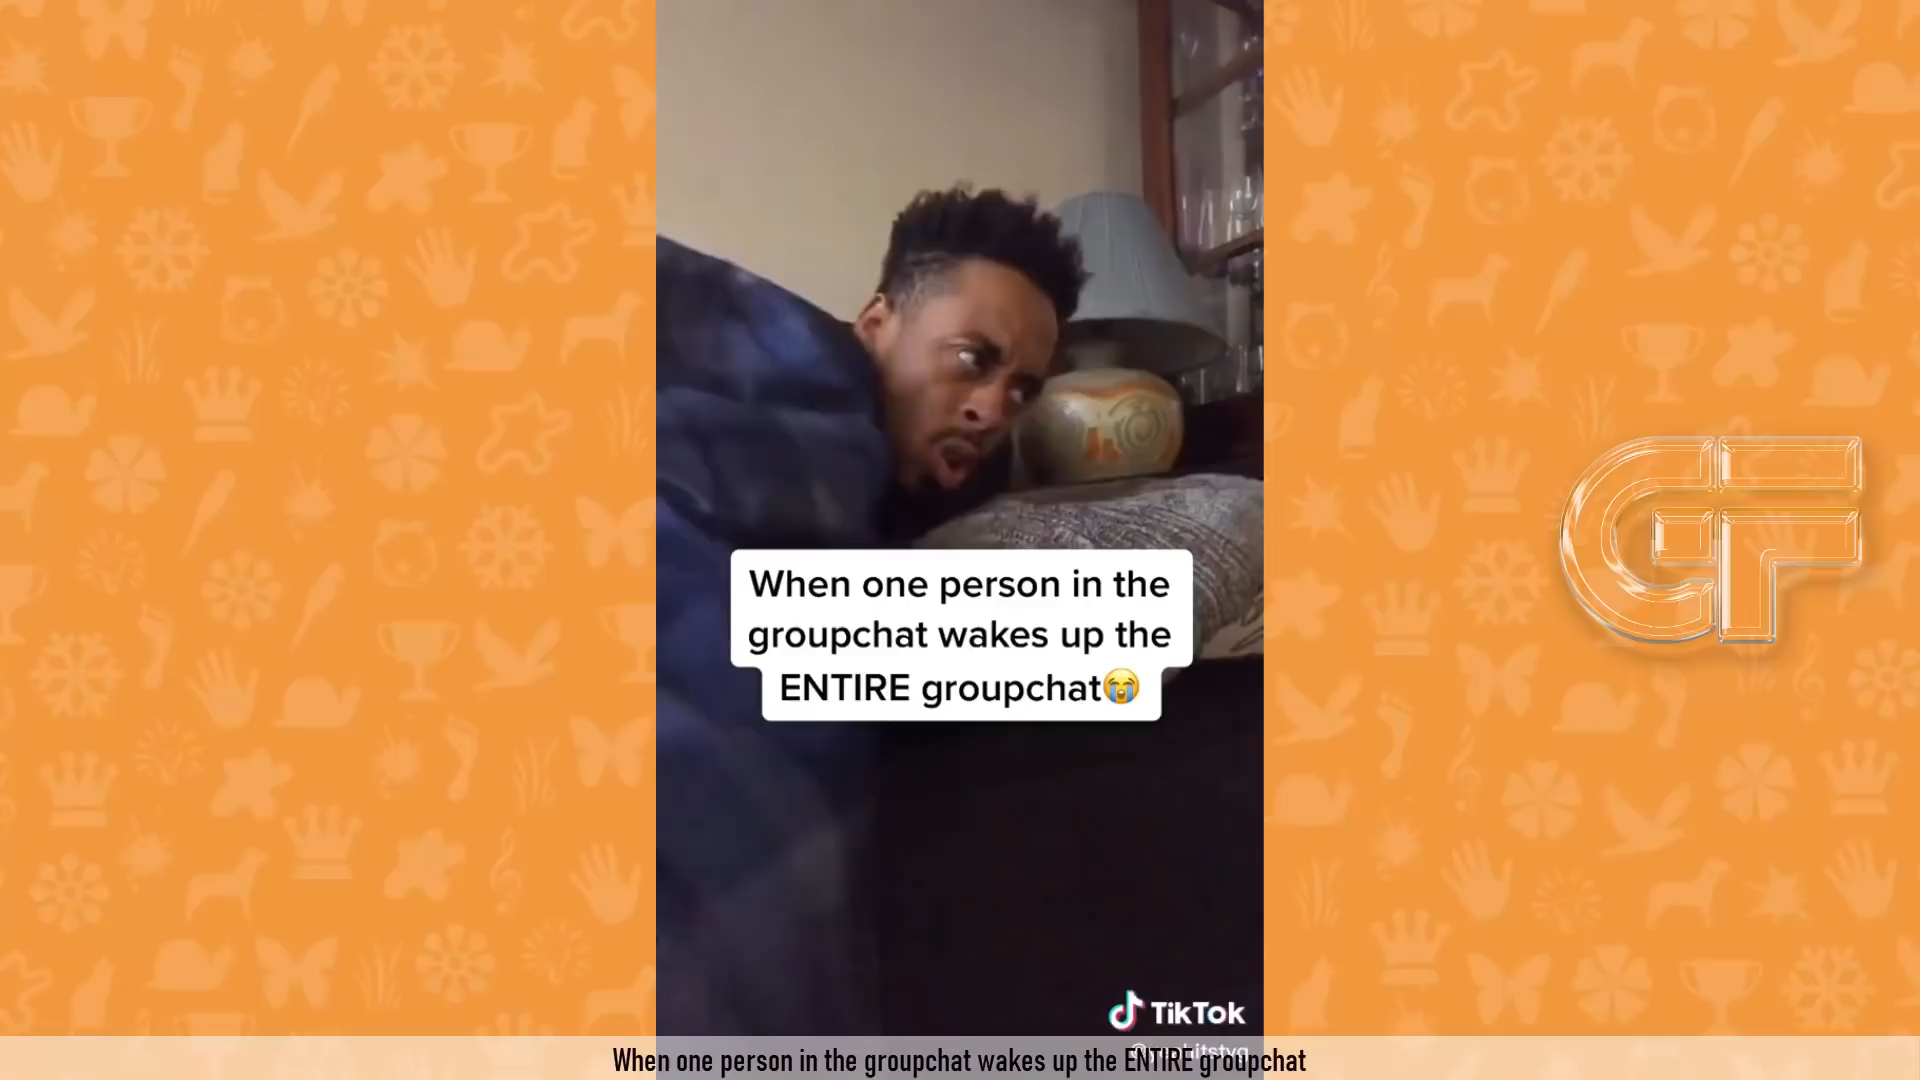 When one person in the
groupchat wakes up the
ENTIRE groupchat😭
GF
TikTok
When one person in the groupchat wakes up the ENTIRE groupchat